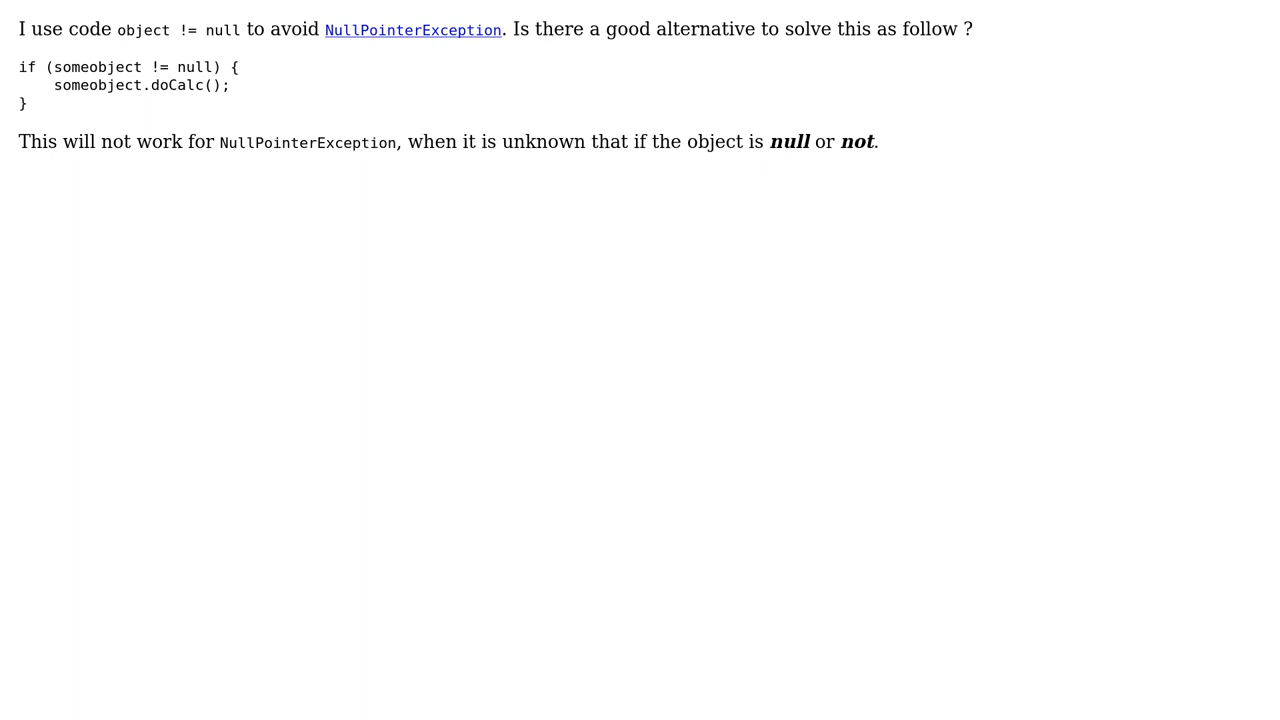 I use code object != null to avoid NullPointerException. Is there a good alternative to solve this as follow ?
if (someobject != null) {
    someobject.doCalc();
}
This will not work for NullPointerException, when it is unknown that if the object is null or not.